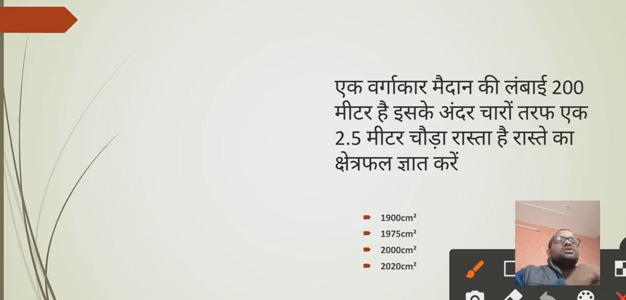 एक वर्गाकार मैदान की लंबाई 200
मीटर है इसके अंदर चारों तरफ एक
2.5 मीटर चौड़ा रास्ता है रास्ते का
क्षेत्रफल ज्ञात करें
1900cm²
1975cm²
2000cm²
2020cm²